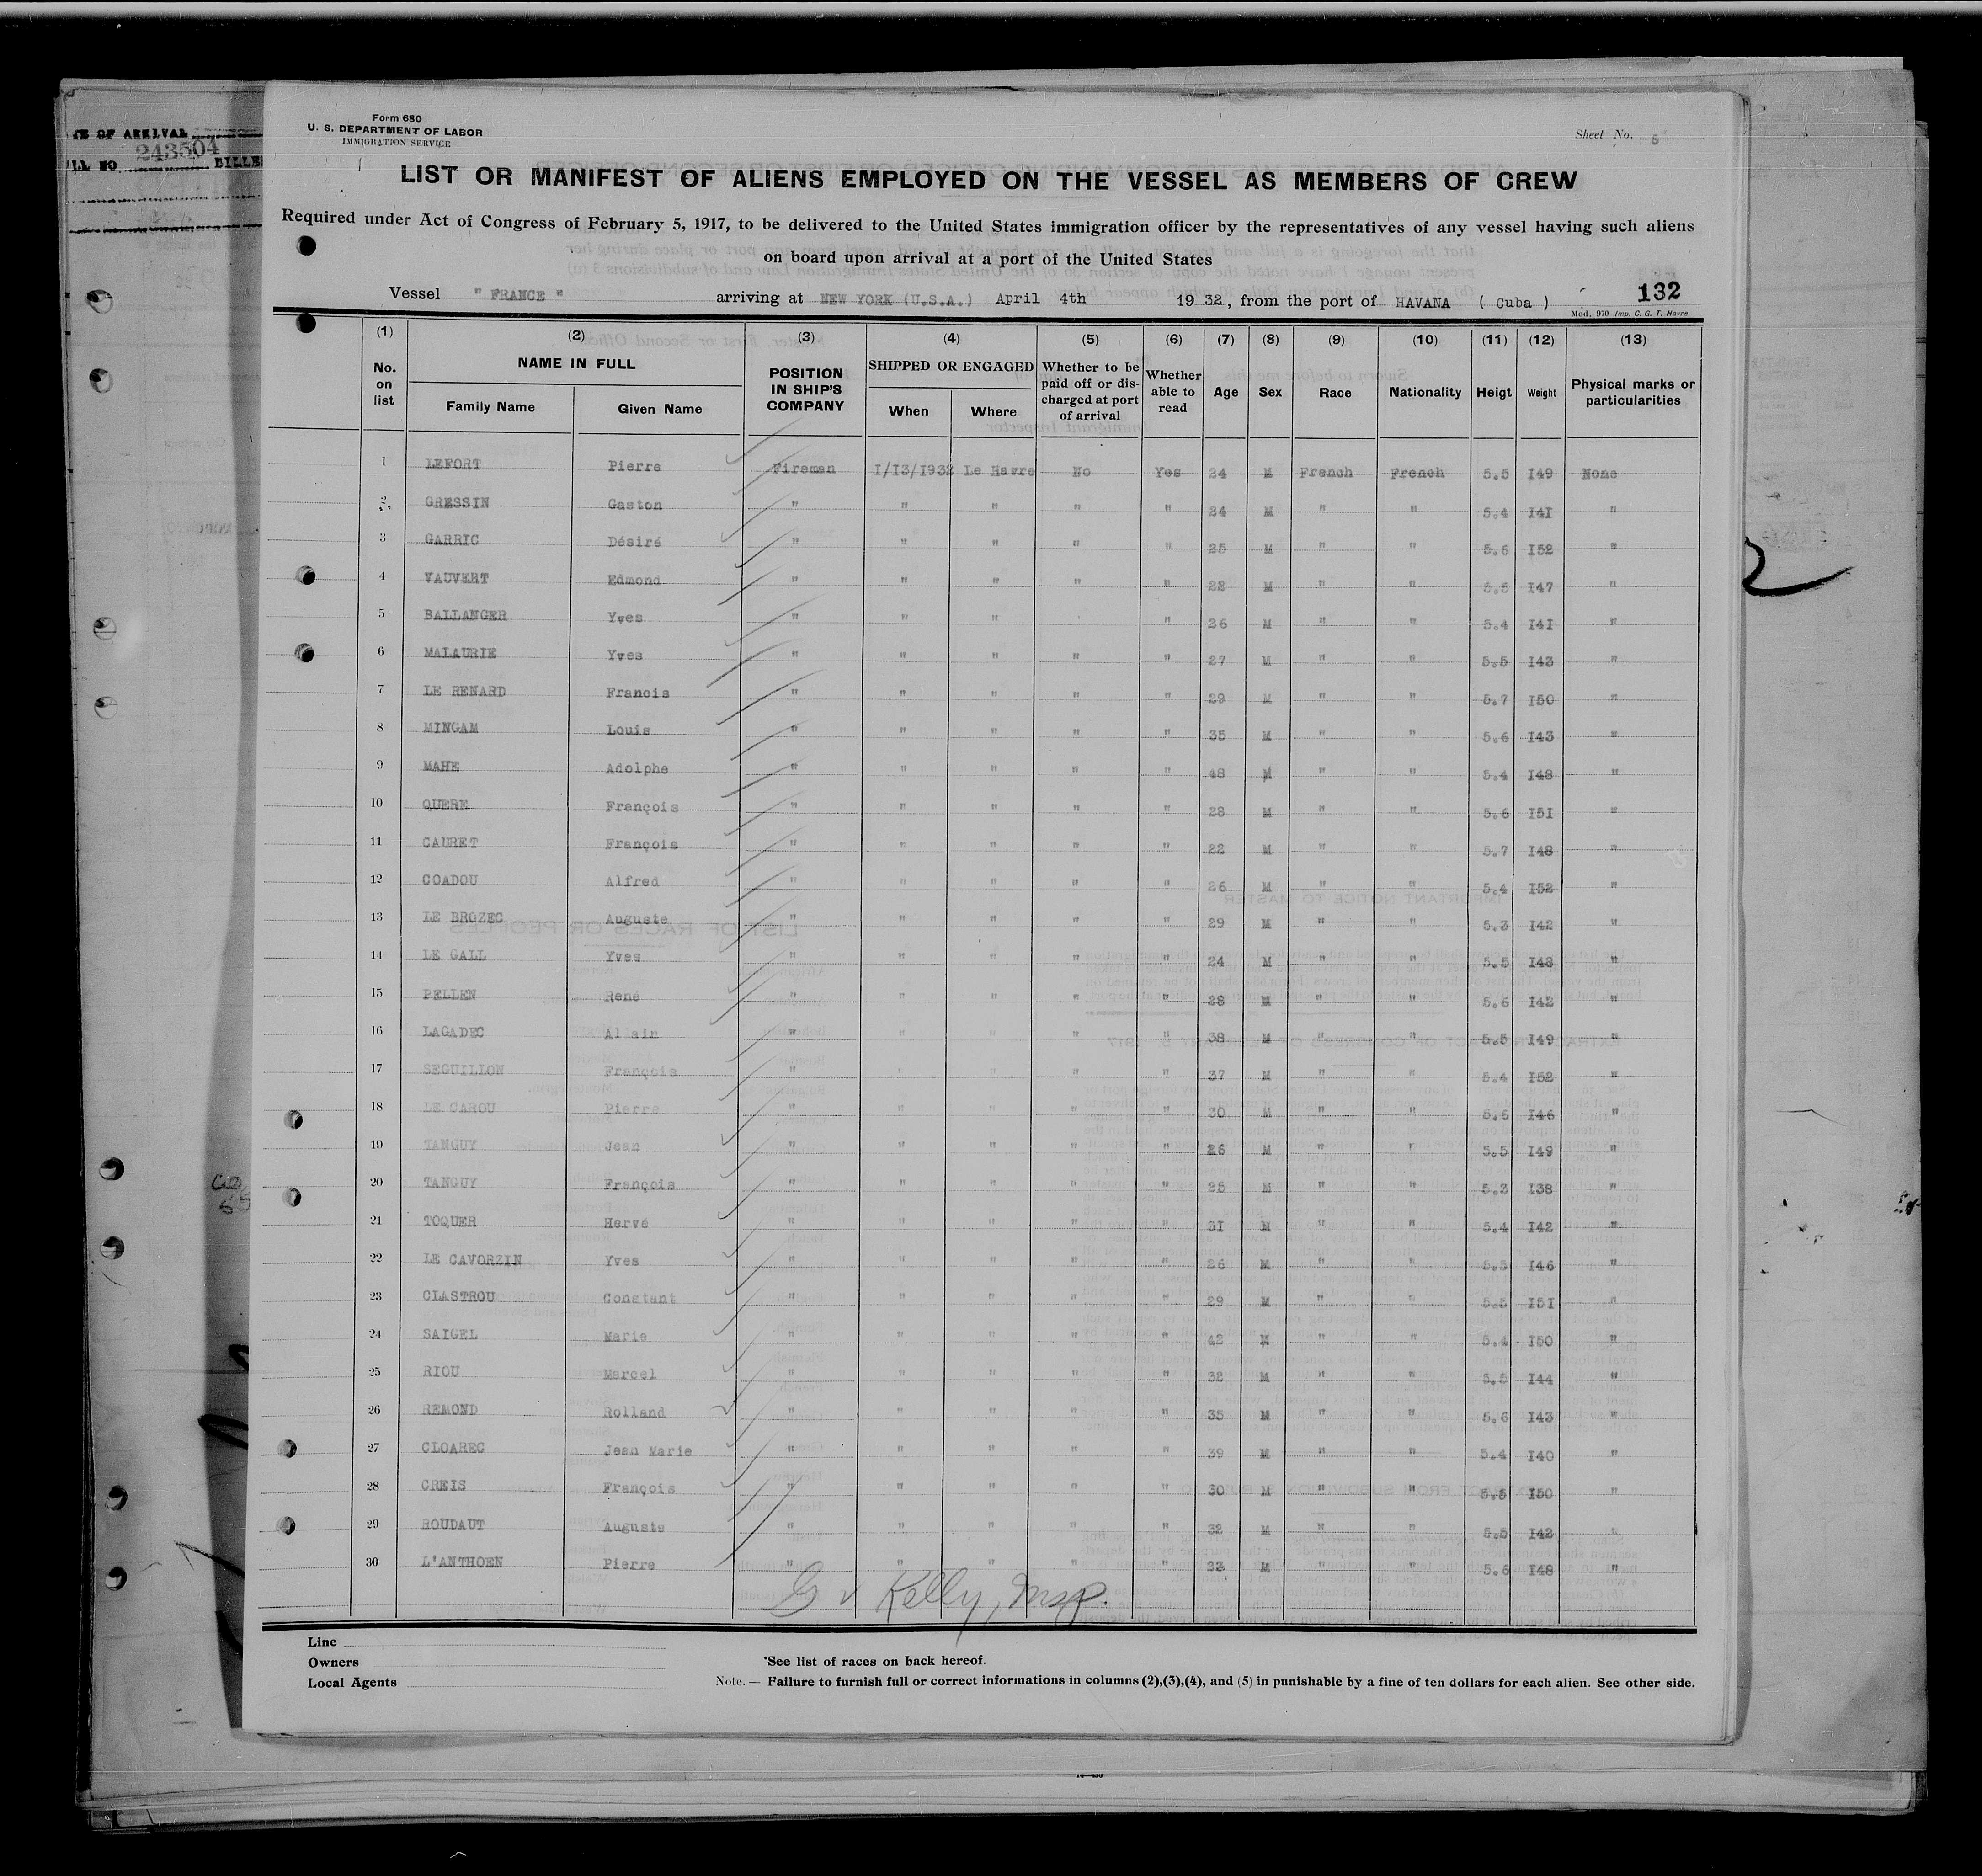 TE OF ARRIVAL
LL NO 243504 BILLE
Form 680
U. S. DEPARTMENT OF LABOR
IMMIGRATION SERVICE
Sheet No. 6
LIST OR MANIFEST OF ALIENS EMPLOYED ON THE VESSEL AS MEMBERS OF CREW
Required under Act of Congress of February 5, 1917, to be delivered to the United States immigration officer by the representatives of any vessel having such aliens
on board upon arrival at a port of the United States
Vessel " FRANCE " arriving at NEW YORK (U.S.A.) April 4th 19 32, from the port of HAVANA ( Cuba )
132
Mod. 970 Imp. C. G. T. Havre
(1) (2) (3) (4) (5) (6) (7) (8) (9) (10) (11) (12) (13)
No. on list NAME IN FULL Family Name Given Name POSITION IN SHIP'S COMPANY SHIPPED OR ENGAGED When Where Whether to be paid off or discharged at port of arrival Whether able to read Age Sex Race Nationality Heigt Weight Physical marks or particularities
1 LEFORT Pierre Fireman I/I3/1932 Le Havre No Yes 24 M French French 5.5 I49 None
2 GRESSIN Gaston " " " " " 24 M " " 5.4 I4I "
3 GARRIC Désiré " " " " " 25 M " " 5.6 I52 "
4 VAUVERT Edmond " " " " " 22 M " " 5.5 I47 "
5 BALLANGER Yves " " " " 26 M " " 5.4 I4I "
6 MALAURIE Yves " " " " " 27 M " " 5.5 I43 "
7 LE RENARD Francis " " " " " 29 M " " 5.7 I50 "
8 MINGAM Louis " " " " " 35 M " " 5.6 I43 "
9 MAHE Adolphe " " " " " 48 M " " 5.4 I48 "
10 QUERE François " " " " " 28 M " " 5.6 I5I "
11 CAURET François " " " " " 22 M " " 5.7 I48 "
12 COADOU Alfred " " " " " 26 M " " 5.4 I52 "
13 LE BROZEC Auguste " " " " " 29 M " " 5.3 I42 "
14 LE GALL Yves " " " " " 24 M " " 5.5 I48 "
15 PELLEN René " " " " " 28 M " " 5.6 I42 "
16 LAGADEC Alain " " " " " 38 M " " 5.5 I49 "
17 SEGUILLON François " " " " " 37 M " " 5.4 I52 "
18 LE CAROU Pierre " " " " " 30 M " " 5.6 I46 "
19 TANGUY Jean " " " " " 26 M " " 5.5 I49 "
20 TANGUY François " " " " " 25 M " " 5.3 I38 "
21 TOQUER Hervé " " " " " 3I M " " 5.4 I42 "
22 LE CAVORZIN Yves " " " " " 26 M " " 5.5 I46 "
23 CLASTROU Constant " " " " " 29 M " " 5.5 I5I "
24 SAIGEL Marie " " " " " 42 M " " 5.4 I50 "
25 RIOU Marcel " " " " " 32 M " " 5.5 I44 "
26 REMOND Rolland " " " " " 35 M " " 5.6 I43 "
27 CLOAREC Jean Marie " " " " " 39 M " " 5.4 I40 "
28 CREIS François " " " " " 30 M " " 5.5 I50 "
29 ROUDAUT Auguste " " " " " 32 M " " 5.5 I42 "
30 L'ANTHOEN Pierre " " " " " 23 M " " 5.6 I48 "
G v Kelly, Insp.
Line
Owners
Local Agents
*See list of races on back hereof.
Note. — Failure to furnish full or correct informations in columns (2),(3),(4), and (5) in punishable by a fine of ten dollars for each alien. See other side.